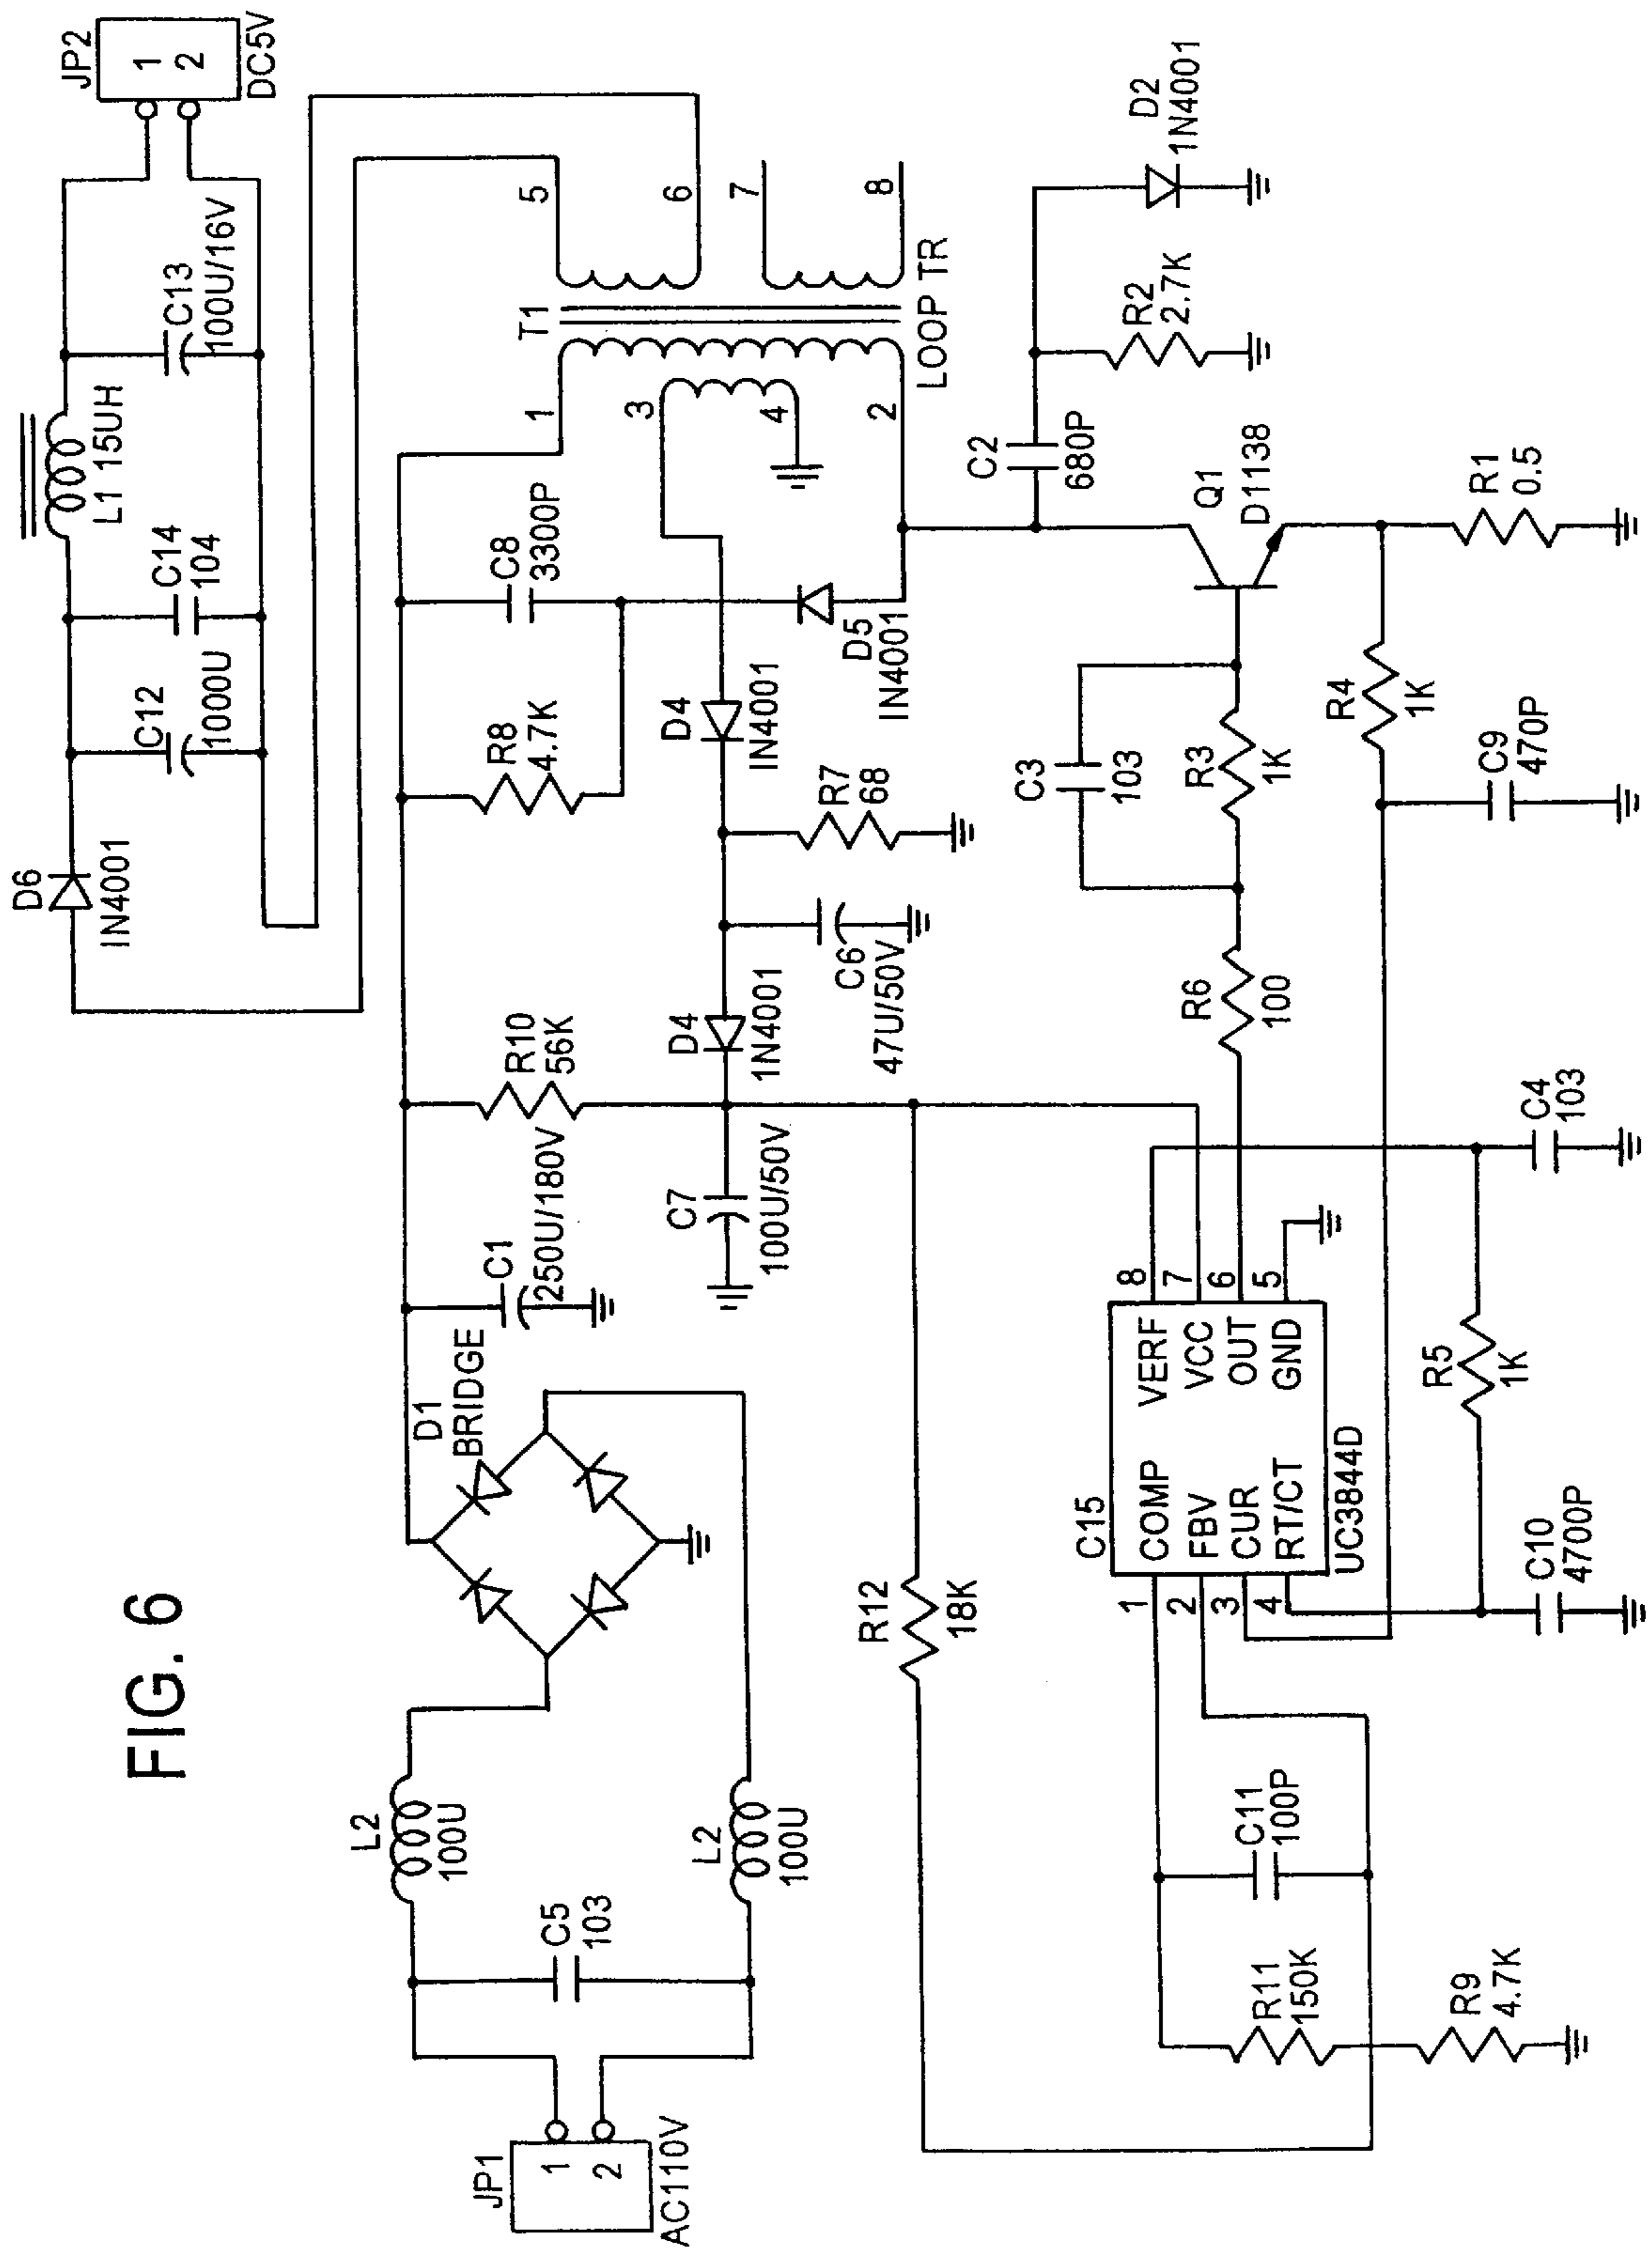 FIG. 6
JP1
1
2
AC110V
C5
103
L2
100U
L2
100U
D1
BRIDGE
C1
250U/180V
R10
56K
C7
100U/50V
D4
1N4001
C6
47U/50V
R7
68
D4
IN4001
R8
4.7K
C8
3300P
D5
IN4001
D6
IN4001
C12
1000U
C14
104
L1 15UH
C13
100U/16V
JP2
1
2
DC5V
T1
1
3
4
2
5
6
7
8
LOOP TR
C2
680P
R2
2.7K
D2
1N4001
Q1
D1138
R1
0.5
R4
1K
C9
470P
C3
103
R3
1K
R6
100
R12
18K
C15
COMP
FBV
CUR
RT/CT
VERF
VCC
OUT
GND
1
2
3
4
8
7
6
5
UC3844D
R5
1K
C4
103
C10
4700P
C11
100P
R11
150K
R9
4.7K